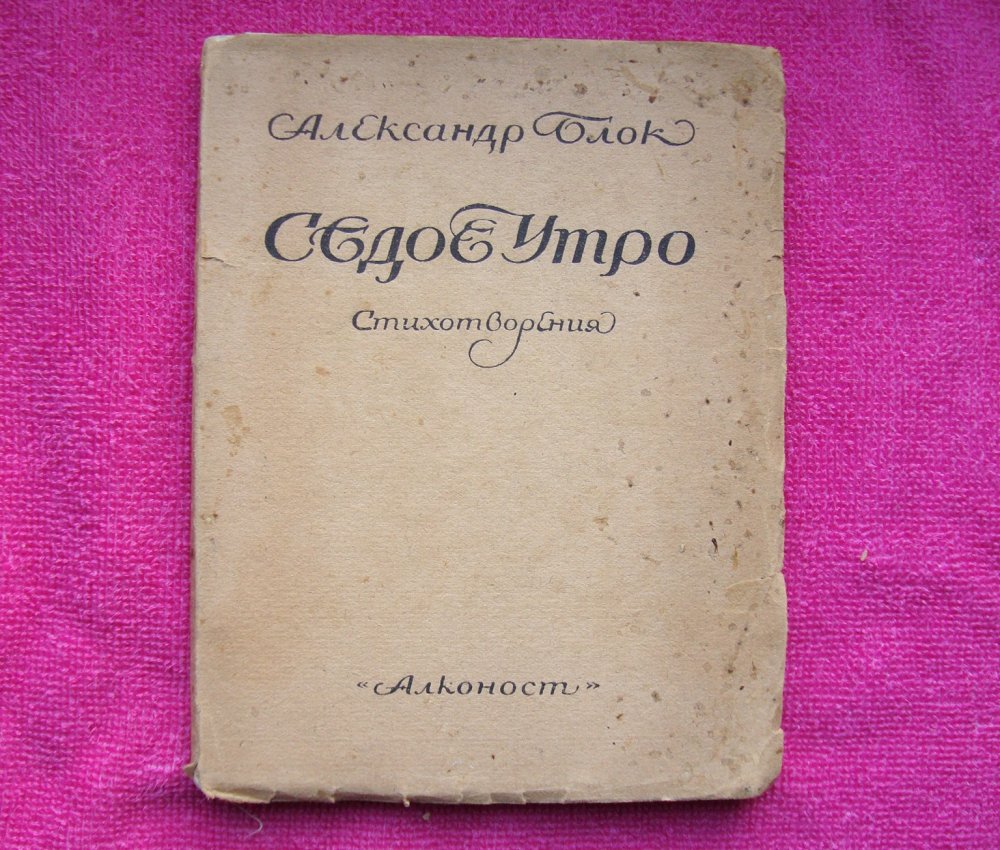 Александр Блок
Седое Утро
Стихотворения
«Алконост»